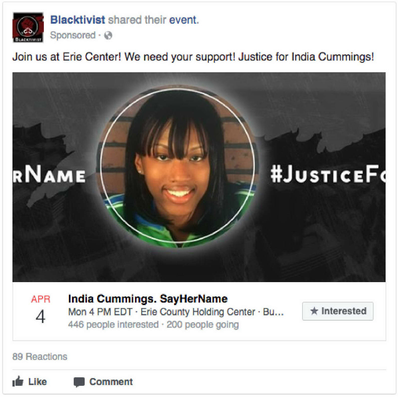 Blacktivist shared their event.
Sponsored ·
Join us at Erie Center! We need your support! Justice for India Cummings!
BLACKTIVIST
RNAME
#JUSTICEFO
APR
4
India Cummings. SayHerName
Mon 4 PM EDT · Erie County Holding Center · Bu...
446 people interested · 200 people going
★ Interested
89 Reactions
Like
Comment